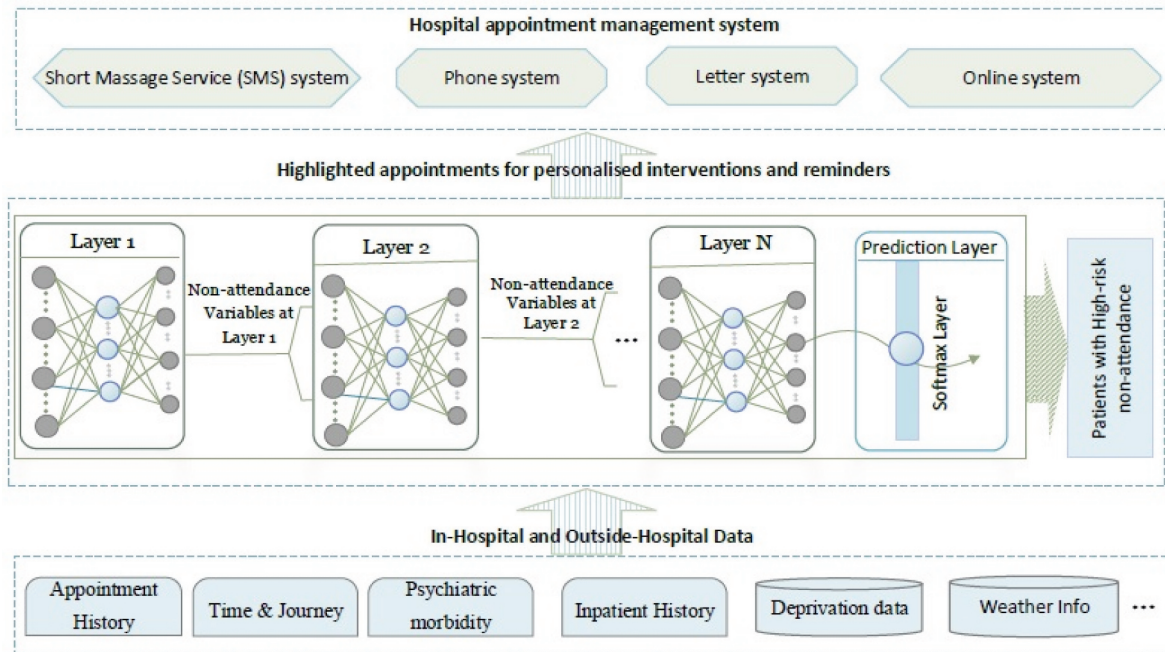 Hospital appointment management system
Short Massage Service (SMS) system
Phone system
Letter system
Online system
Highlighted appointments for personalised interventions and reminders
Layer 1
Non-attendance
Variables at
Layer 1
Layer 2
Non-attendance
Variables at
Layer 2
...
Layer N
Prediction Layer
Softmax Layer
Patients with High-risk
non-attendance
In-Hospital and Outside-Hospital Data
Appointment
History
Time & Journey
Psychiatric
morbidity
Inpatient History
Deprivation data
Weather Info
...